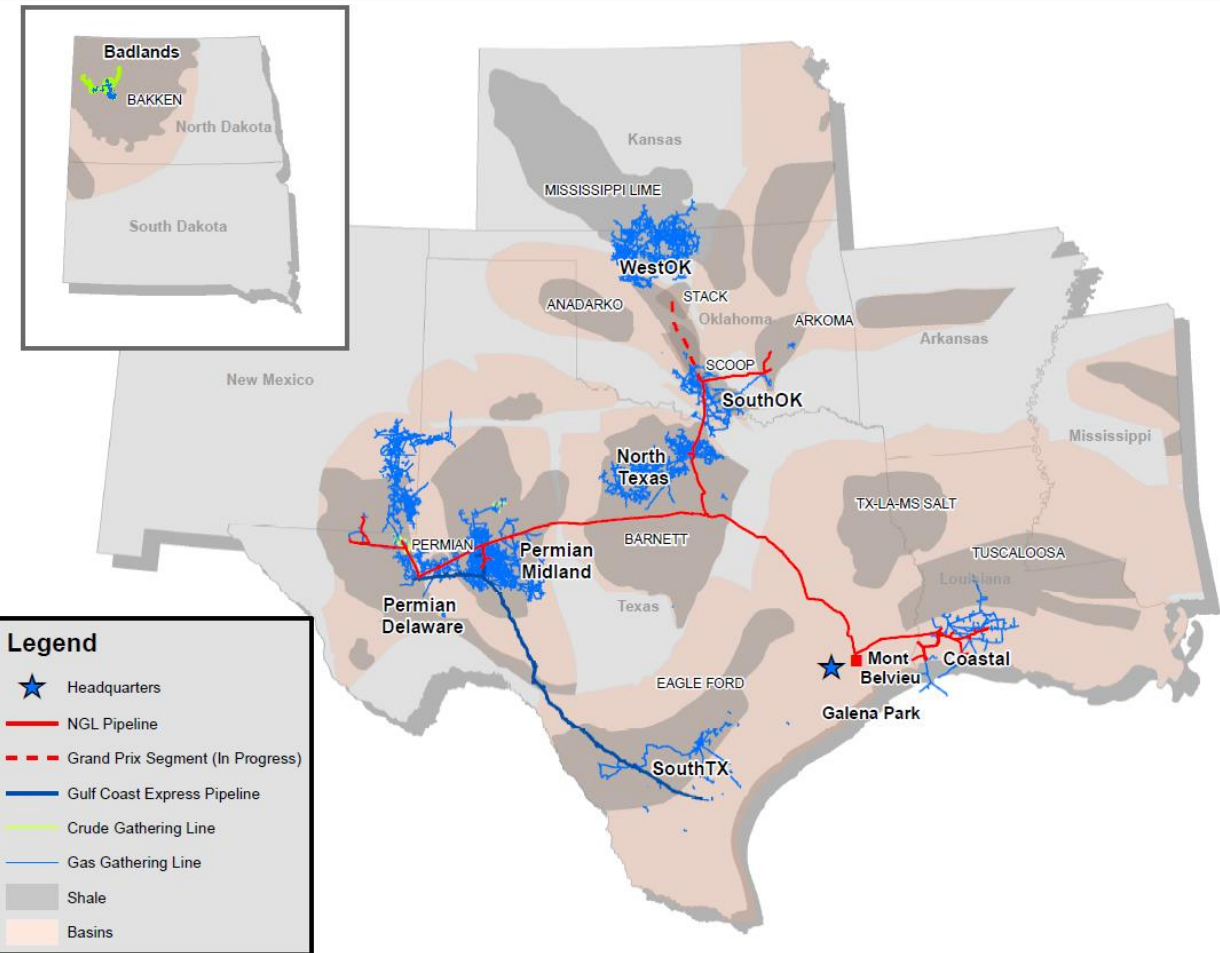 Badlands
BAKKEN
North Dakota
South Dakota
Kansas
MISSISSIPPI LIME
WestOK
ANADARKO
STACK
Oklahoma
ARKOMA
Arkansas
SCOOP
SouthOK
New Mexico
Mississippi
North
Texas
TX-LA-MS SALT
PERMIAN
Permian
Midland
BARNETT
TUSCALOOSA
Louisiana
Permian
Delaware
Texas
Mont
Belvieu
Coastal
EAGLE FORD
Galena Park
SouthTX
Legend
Headquarters
NGL Pipeline
Grand Prix Segment (In Progress)
Gulf Coast Express Pipeline
Crude Gathering Line
Gas Gathering Line
Shale
Basins